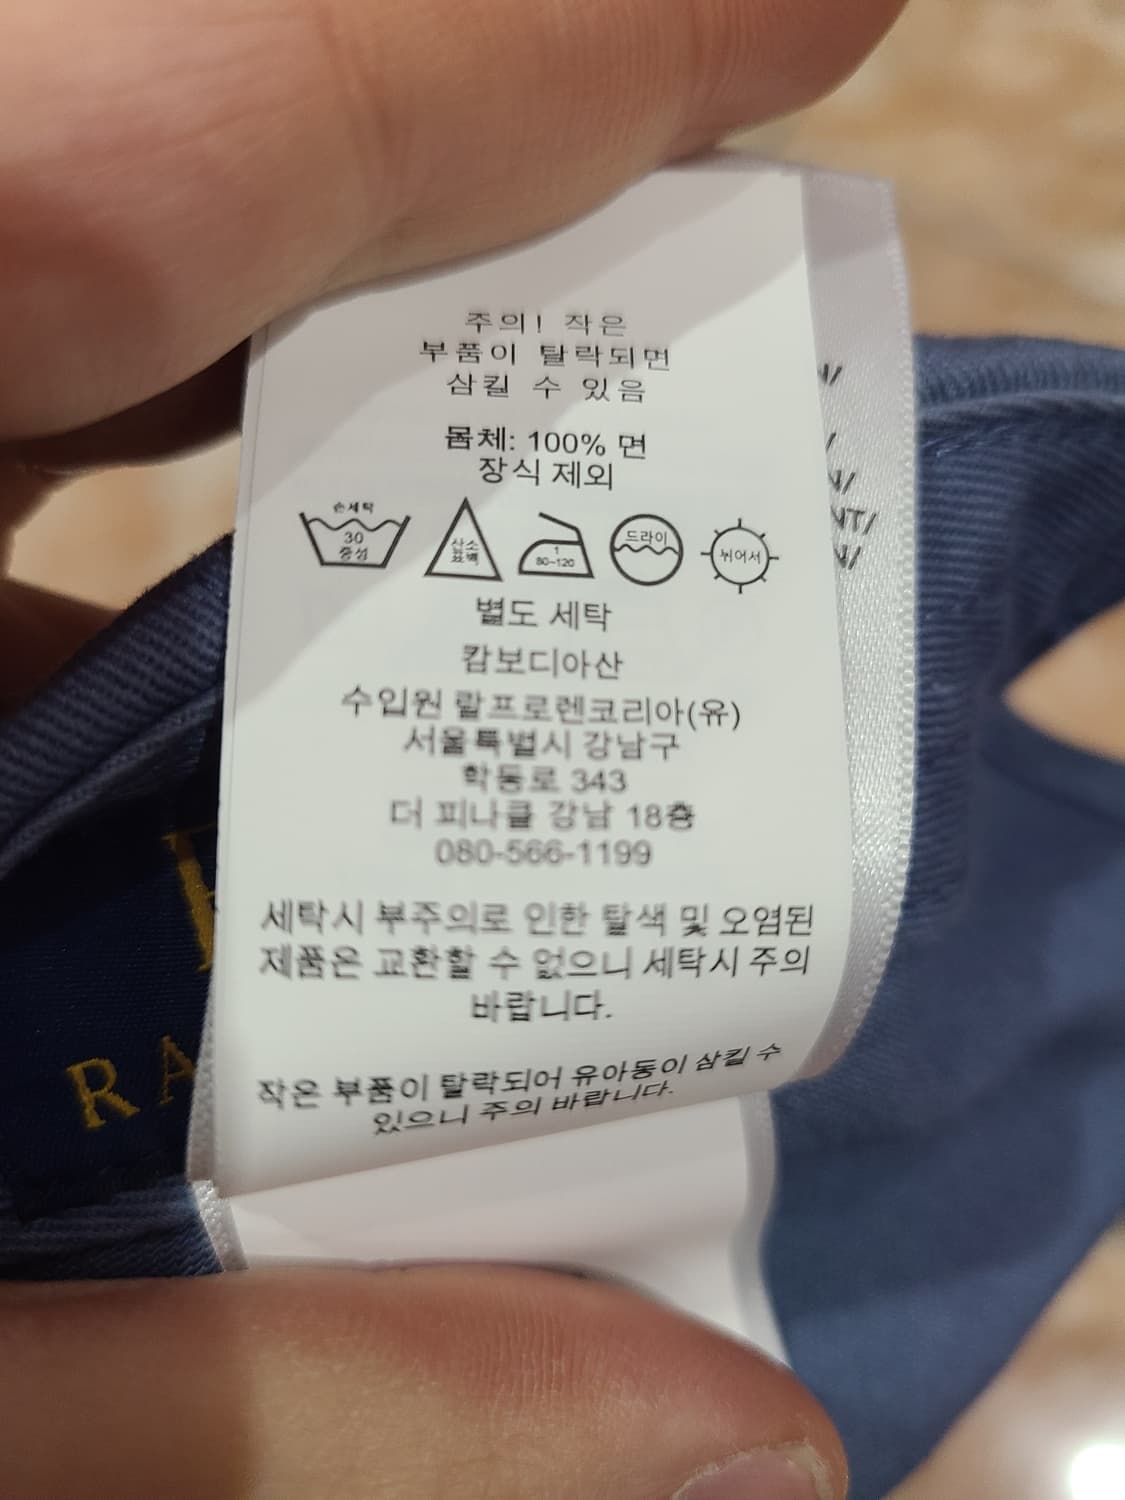 주의! 작은
부품이 탈락되면
삼킬 수 있음
몸체: 100% 면
장식 제외
손세탁
30
중성
산소
표백
1
80~120
드라이
뉘어서
별도 세탁
캄보디아산
수입원 랄프로렌코리아(유)
서울특별시 강남구
학동로 343
더 피나클 강남 18층
080-566-1199
세탁시 부주의로 인한 탈색 및 오염된
제품은 교환할 수 없으니 세탁시 주의
바랍니다.
작은 부품이 탈락되어 유아동이 삼킬 수
있으니 주의 바랍니다.
RA